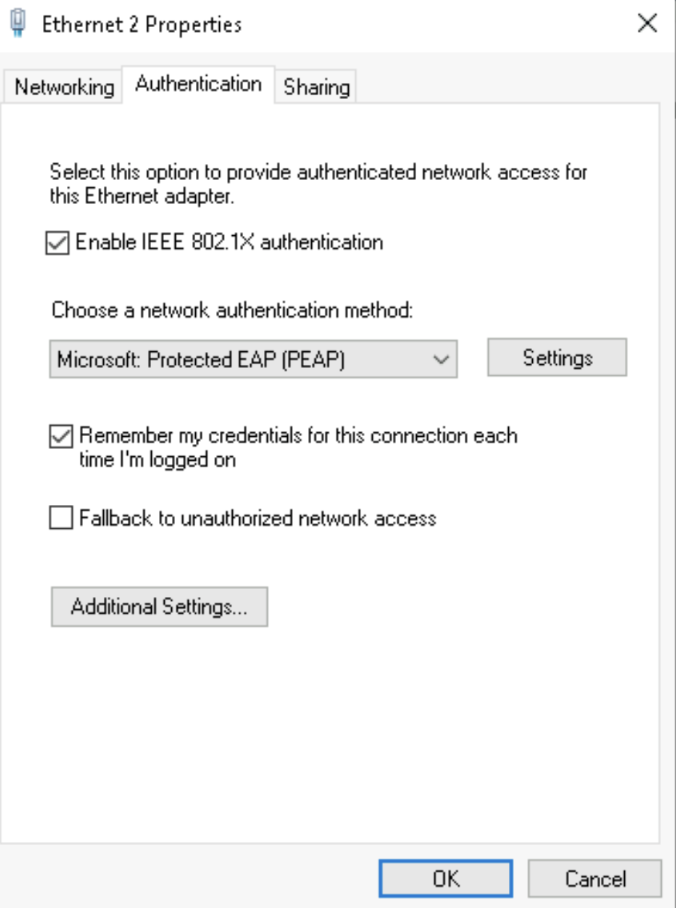 Ethernet 2 Properties
Networking
Authentication
Sharing
Select this option to provide authenticated network access for
this Ethernet adapter.
Enable IEEE 802.1X authentication
Choose a network authentication method:
Microsoft: Protected EAP (PEAP)
Settings
Remember my credentials for this connection each
time I'm logged on
Fallback to unauthorized network access
Additional Settings...
OK
Cancel